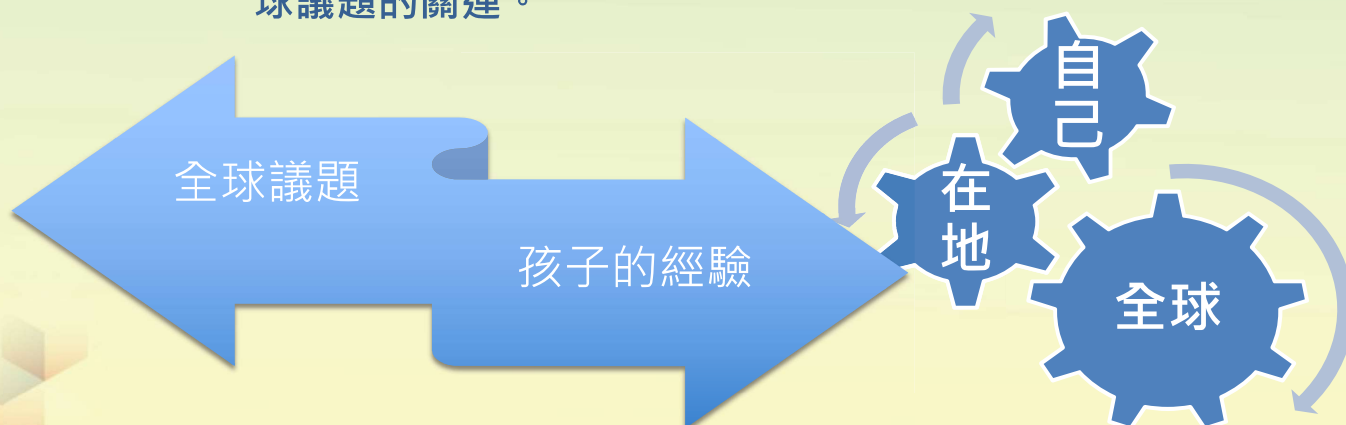 球議題的關連。
全球議題
孩子的經驗
自己
在地
全球